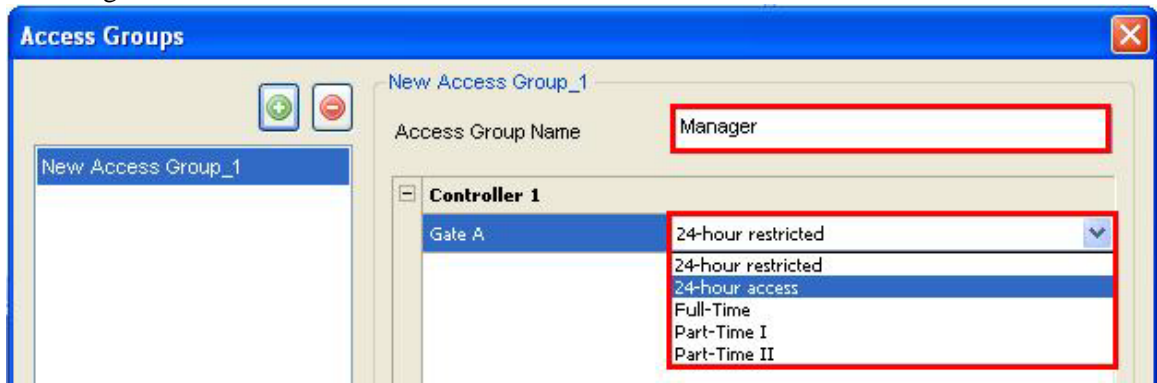 Access Groups
New Access Group_1
Access Group Name
Manager
New Access Group_1
Controller 1
Gate A
24-hour restricted
24-hour restricted
24-hour access
Full-Time
Part-Time I
Part-Time II